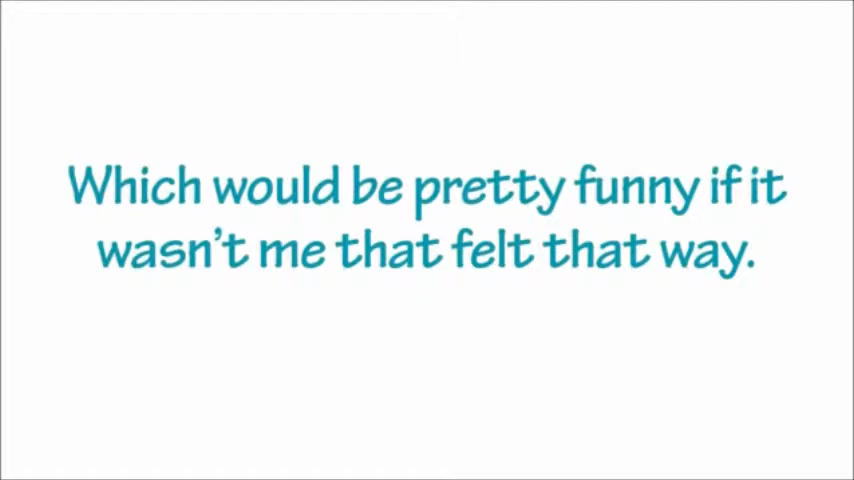 Which would be pretty funny if it
wasn't me that felt that way.